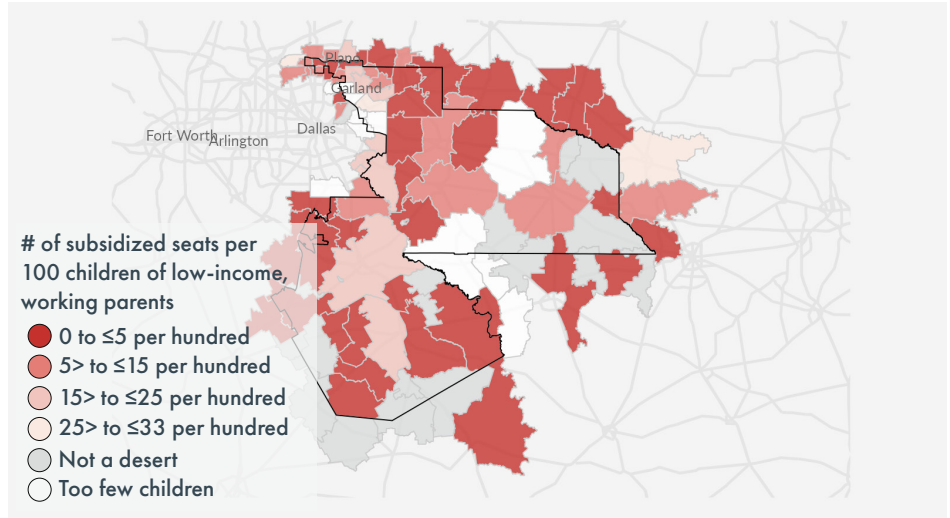 Plano
Garland
Dallas
Fort Worth
Arlington
# of subsidized seats per
100 children of low-income,
working parents
0 to ≤5 per hundred
5> to ≤15 per hundred
15> to ≤25 per hundred
25> to ≤33 per hundred
Not a desert
Too few children